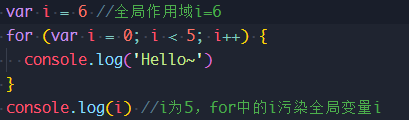 var i = 6 //全局作用域i=6
for (var i = 0; i < 5; i++) {
  console.log('Hello~')
}
console.log(i) //i为5，for中的i污染全局变量i